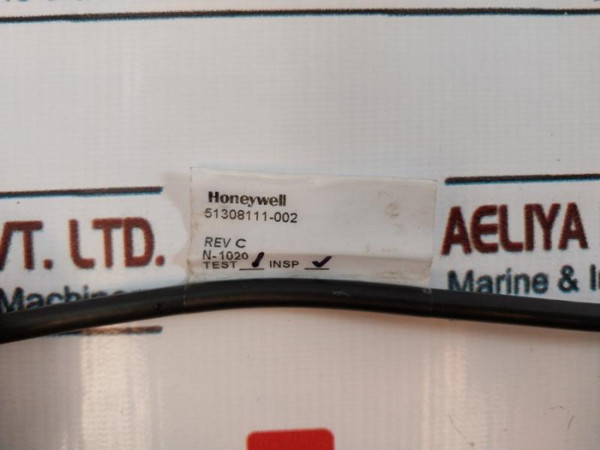 Honeywell
51308111-002
REV C
N-1020
TEST INSP
VT. LTD.
AELIYA
Marine & I